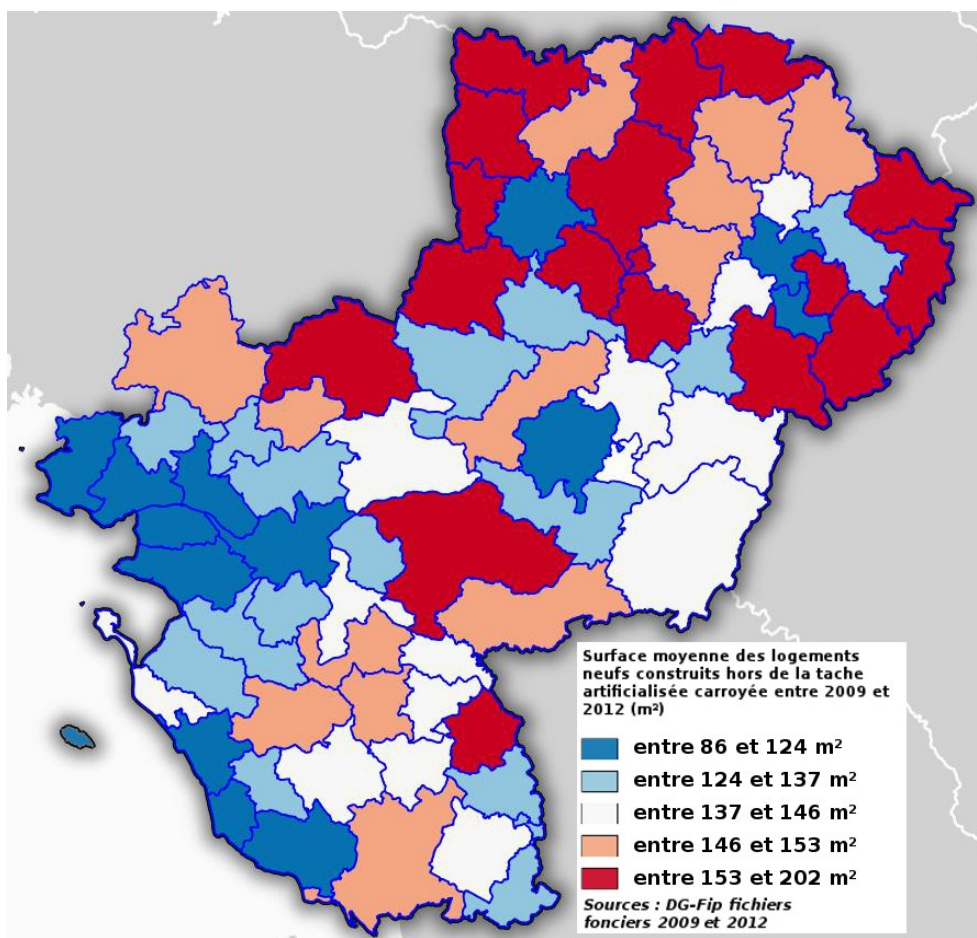 Surface moyenne des logements
neufs construits hors de la tache
artificialisée carroyée entre 2009 et
2012 (m²)
entre 86 et 124 m²
entre 124 et 137 m²
entre 137 et 146 m²
entre 146 et 153 m²
entre 153 et 202 m²
Sources : DG-Fip fichiers
fonciers 2009 et 2012